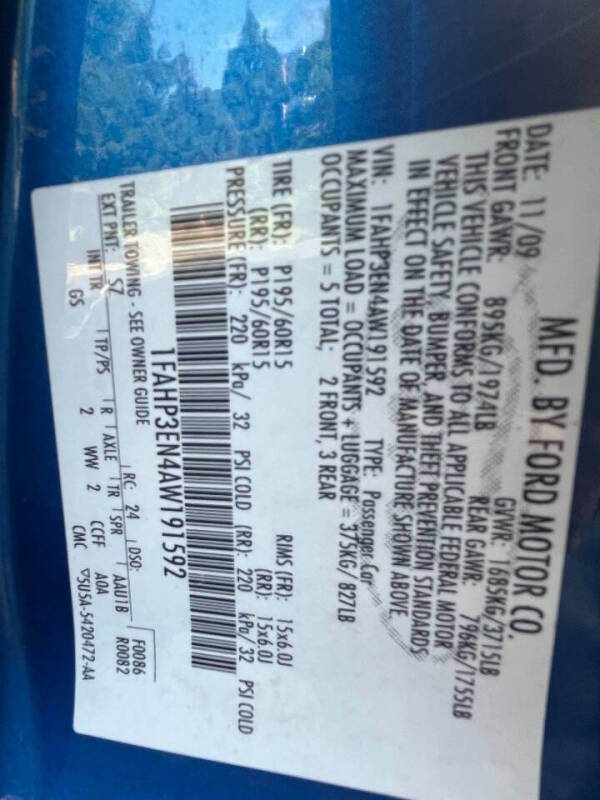 MFD. BY FORD MOTOR CO.
DATE: 11/09 GVWR: 1685KG/3715LB
FRONT GAWR: 895KG/1974LB REAR GAWR: 796KG/1755LB
THIS VEHICLE CONFORMS TO ALL APPLICABLE FEDERAL MOTOR
VEHICLE SAFETY, BUMPER, AND THEFT PREVENTION STANDARDS
IN EFFECT ON THE DATE OF MANUFACTURE SHOWN ABOVE.
VIN: 1FAHP3EN4AW191592 TYPE: Passenger Car
MAXIMUM LOAD = OCCUPANTS + LUGGAGE = 375KG/827LB
OCCUPANTS = 5 TOTAL; 2 FRONT, 3 REAR
TIRE (FR): P195/60R15 RIMS (FR): 15x6.0J
(RR): P195/60R15 (RR): 15x6.0J
PRESSURE (FR): 220 kPa/ 32 PSI COLD (RR): 220 kPa/ 32 PSI COLD
1FAHP3EN4AW191592
TRAILER TOWING - SEE OWNER GUIDE F0086
EXT PNT: SZ RC: 24 DSO: R0082
INT TR TP/PS R AXLE TR SPR AAU1B
GS 2 WW 2 CCFF AOA
CMC ▽5U5A-5420472-AA